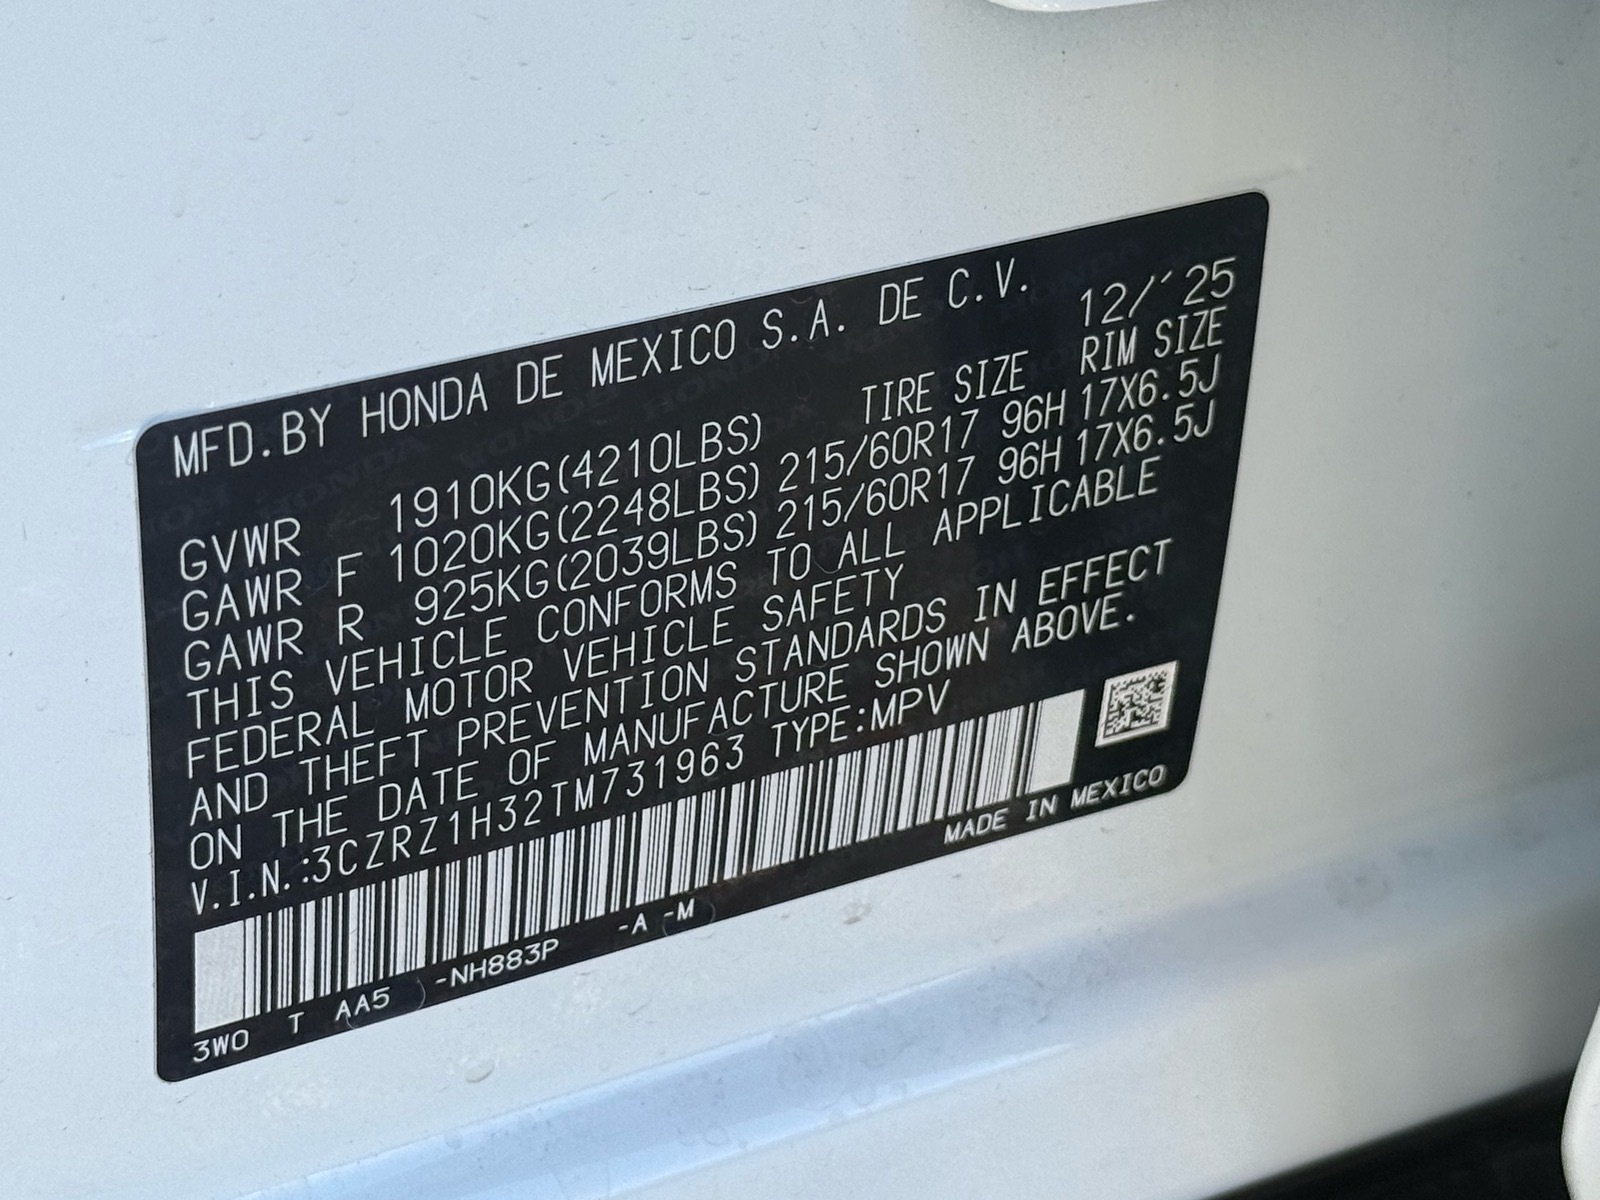 MFD.BY HONDA DE MEXICO S.A. DE C.V. 12/'25
TIRE SIZE RIM SIZE
GVWR 1910KG(4210LBS)
GAWR F 1020KG(2248LBS) 215/60R17 96H 17X6.5J
GAWR R 925KG(2039LBS) 215/60R17 96H 17X6.5J
THIS VEHICLE CONFORMS TO ALL APPLICABLE
FEDERAL MOTOR VEHICLE SAFETY
AND THEFT PREVENTION STANDARDS IN EFFECT
ON THE DATE OF MANUFACTURE SHOWN ABOVE.
V.I.N.:3CZRZ1H32TM731963 TYPE:MPV
MADE IN MEXICO
3W0 T AA5 -NH883P -A -M